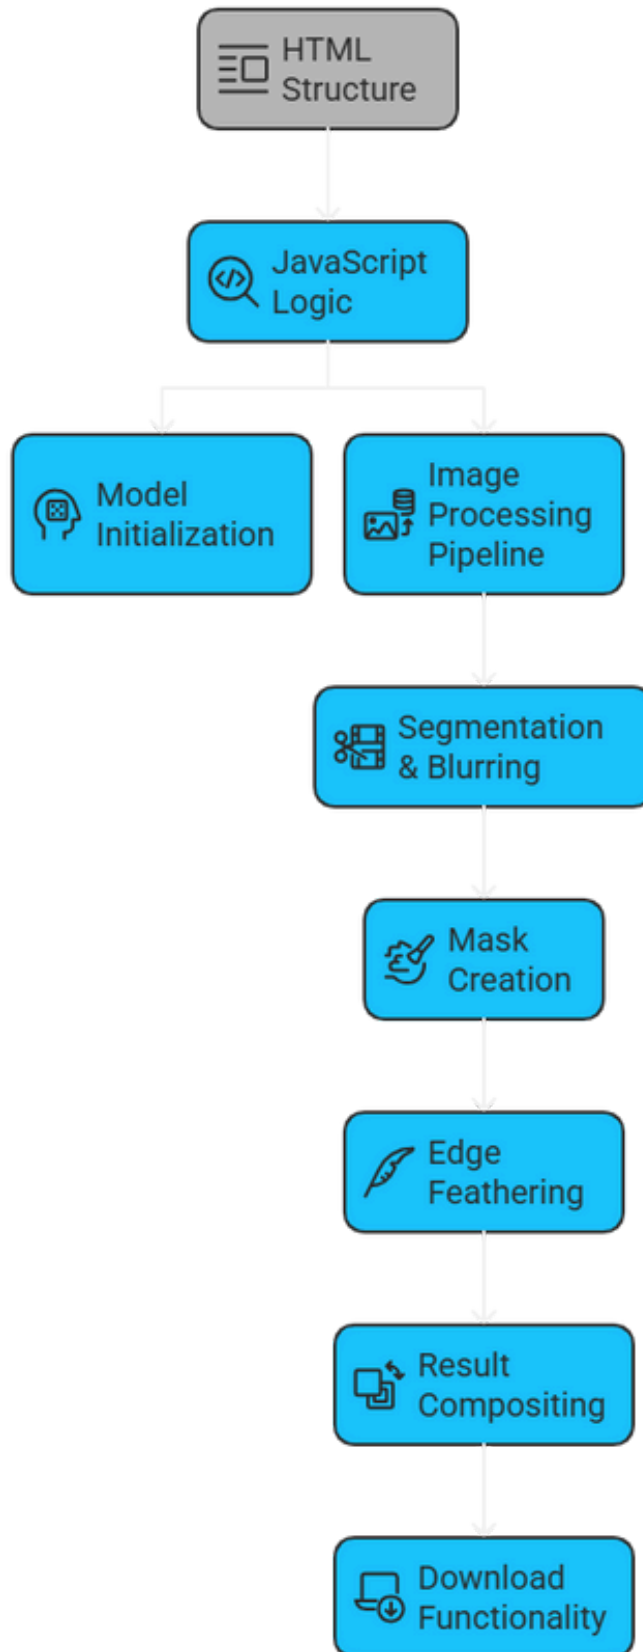 HTML
Structure
JavaScript
Logic
Model
Initialization
Image
Processing
Pipeline
Segmentation
& Blurring
Mask
Creation
Edge
Feathering
Result
Compositing
Download
Functionality